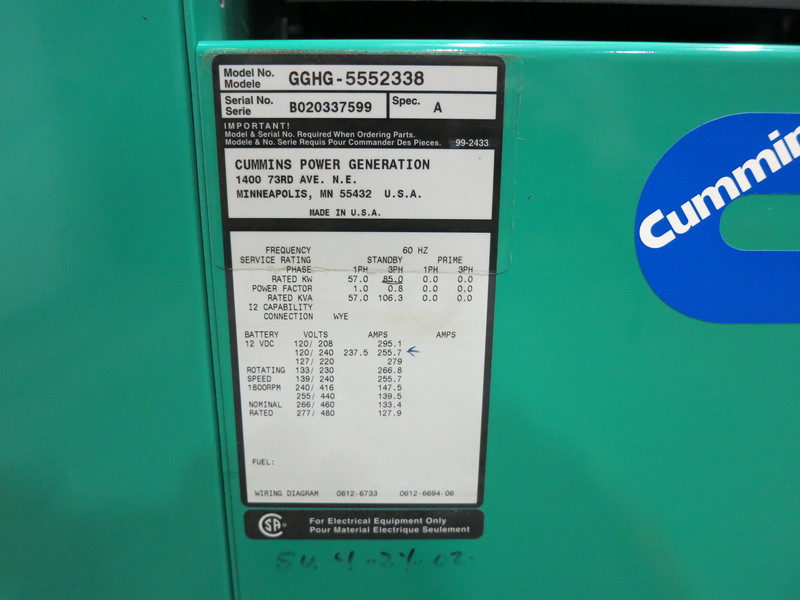 Model No. GGHG-5552338
Modele
Serial No. B020337599 Spec. A
Serie
IMPORTANT!
Model & Serial No. Required When Ordering Parts.
Modele & No. Serie Requis Pour Commander Des Pieces. 99-2433
CUMMINS POWER GENERATION
1400 73RD AVE. N.E.
MINNEAPOLIS, MN 55432 U.S.A.
MADE IN U.S.A.
FREQUENCY 60 HZ
SERVICE RATING STANDBY PRIME
PHASE 1PH 3PH 1PH 3PH
RATED KW 57.0 85.0 0.0 0.0
POWER FACTOR 1.0 0.8 0.0 0.0
RATED KVA 57.0 106.3 0.0 0.0
I2 CAPABILITY
CONNECTION WYE
BATTERY VOLTS AMPS AMPS
12 VDC 120/ 208 295.1
120/ 240 237.5 255.7
127/ 220 279
ROTATING 133/ 230 266.8
SPEED 139/ 240 255.7
1800RPM 240/ 416 147.5
255/ 440 139.5
NOMINAL 266/ 460 133.4
RATED 277/ 480 127.9
FUEL:
WIRING DIAGRAM 0612-6733 0612-6694-06
CSA® For Electrical Equipment Only
Pour Material Electrique Seulement
Cummin